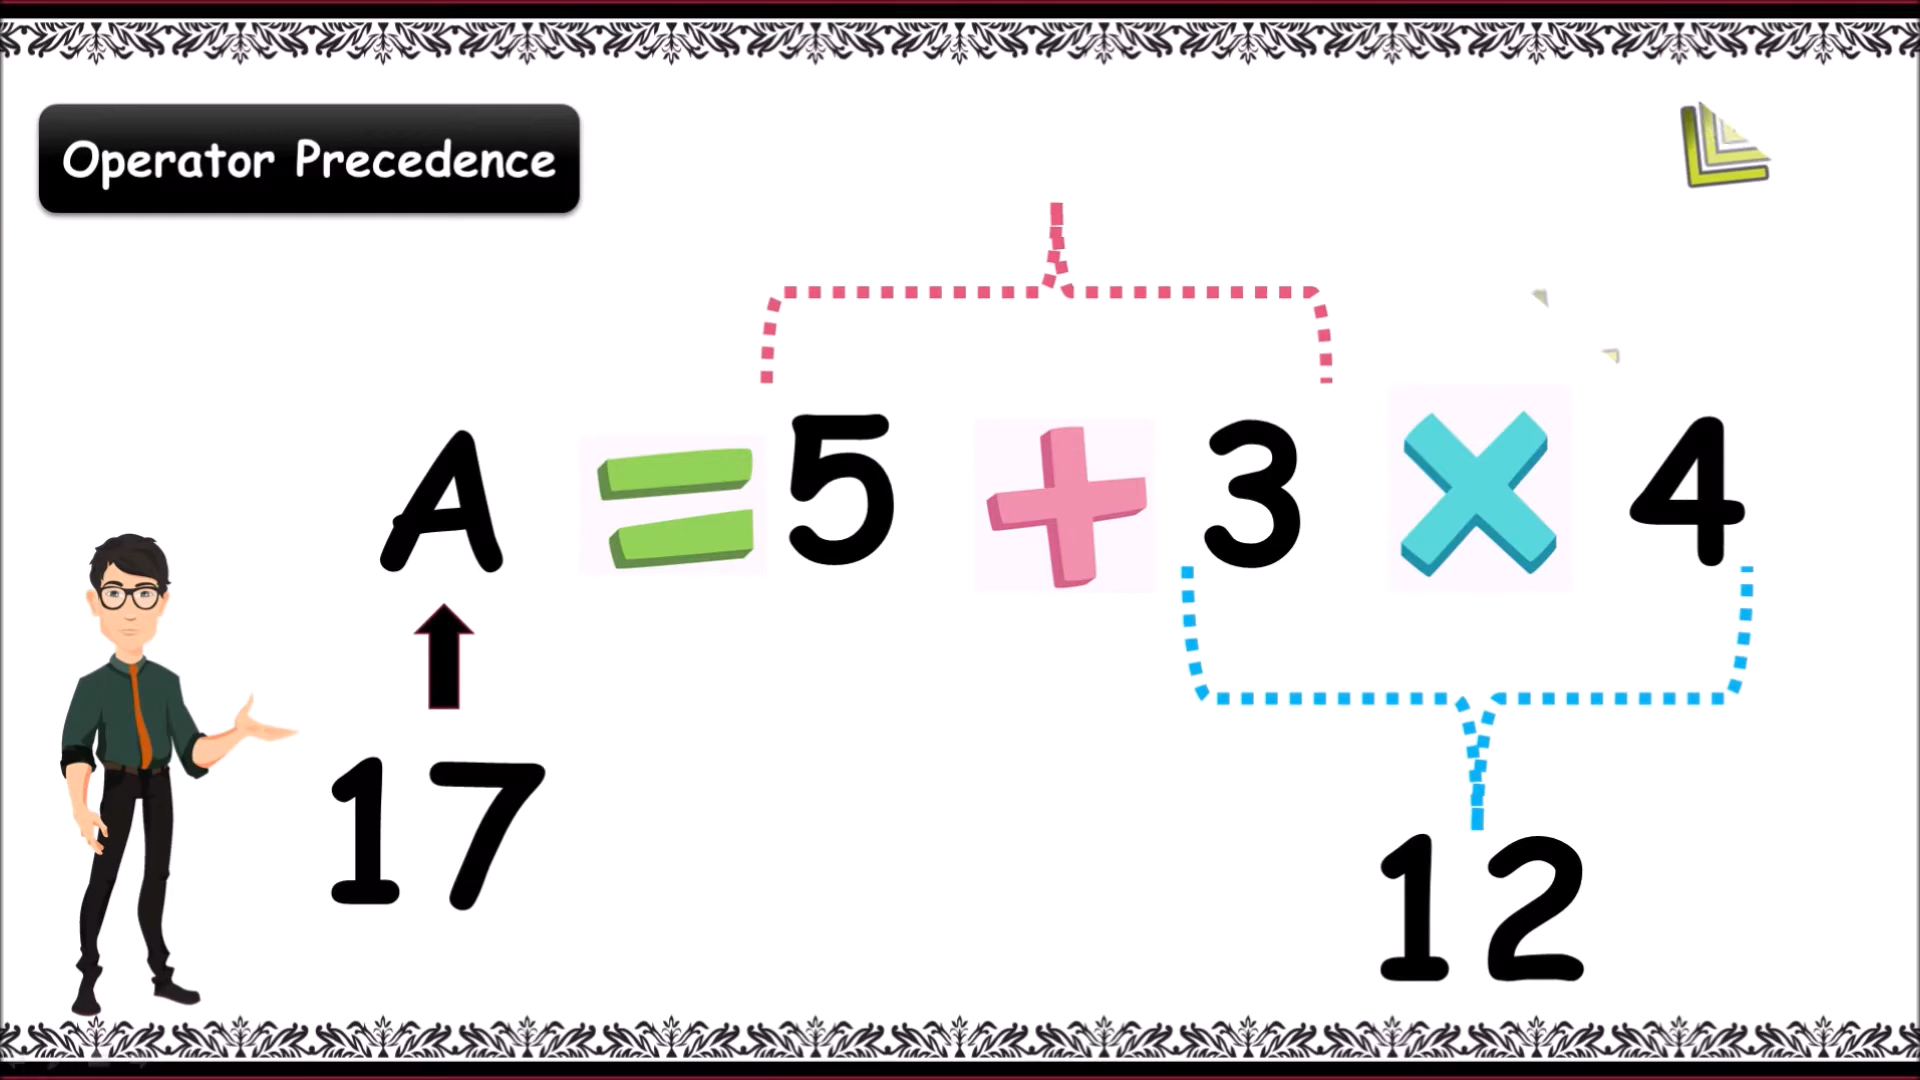 Operator Precedence
A = 5 + 3 × 4
17
12